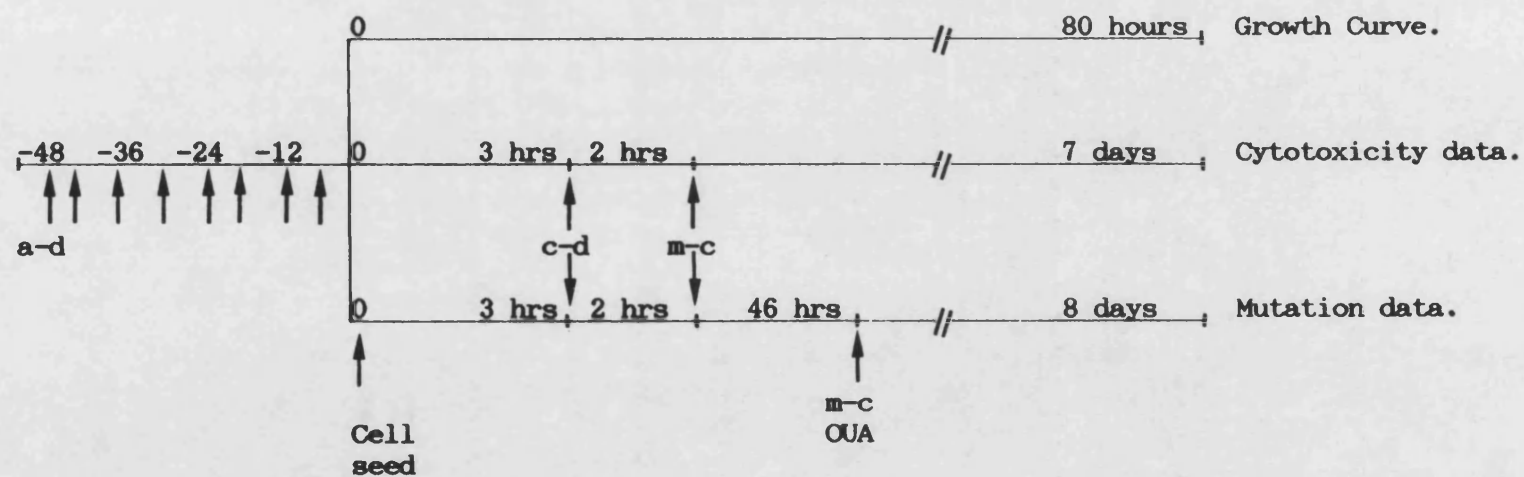 0 80 hours Growth Curve.
-48 -36 -24 -12 0 3 hrs 2 hrs 7 days Cytotoxicity data.
a-d c-d m-c
0 3 hrs 2 hrs 46 hrs 8 days Mutation data.
Cell
seed
m-c
OUA